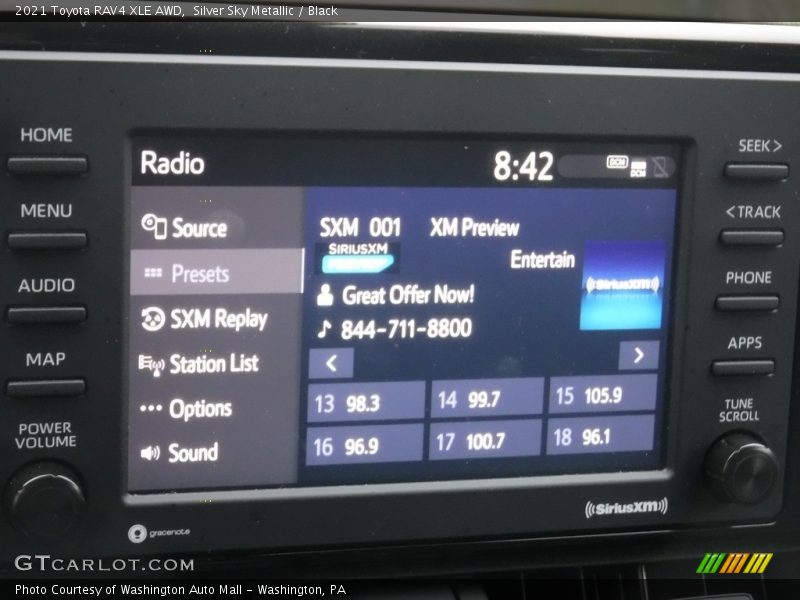 2021 Toyota RAV4 XLE AWD, Silver Sky Metallic / Black
HOME
MENU
AUDIO
MAP
POWER
VOLUME
Radio
8:42
DCM
DCM
Source
Presets
SXM Replay
Station List
Options
Sound
SXM 001 XM Preview
SIRIUSXM
Entertain
Great Offer Now!
844-711-8800
((SiriusXM))
<
>
13 98.3
14 99.7
15 105.9
16 96.9
17 100.7
18 96.1
SEEK>
<TRACK
PHONE
APPS
TUNE
SCROLL
gracenote
((SiriusXM))
GTCARLOT.COM
Photo Courtesy of Washington Auto Mall - Washington, PA